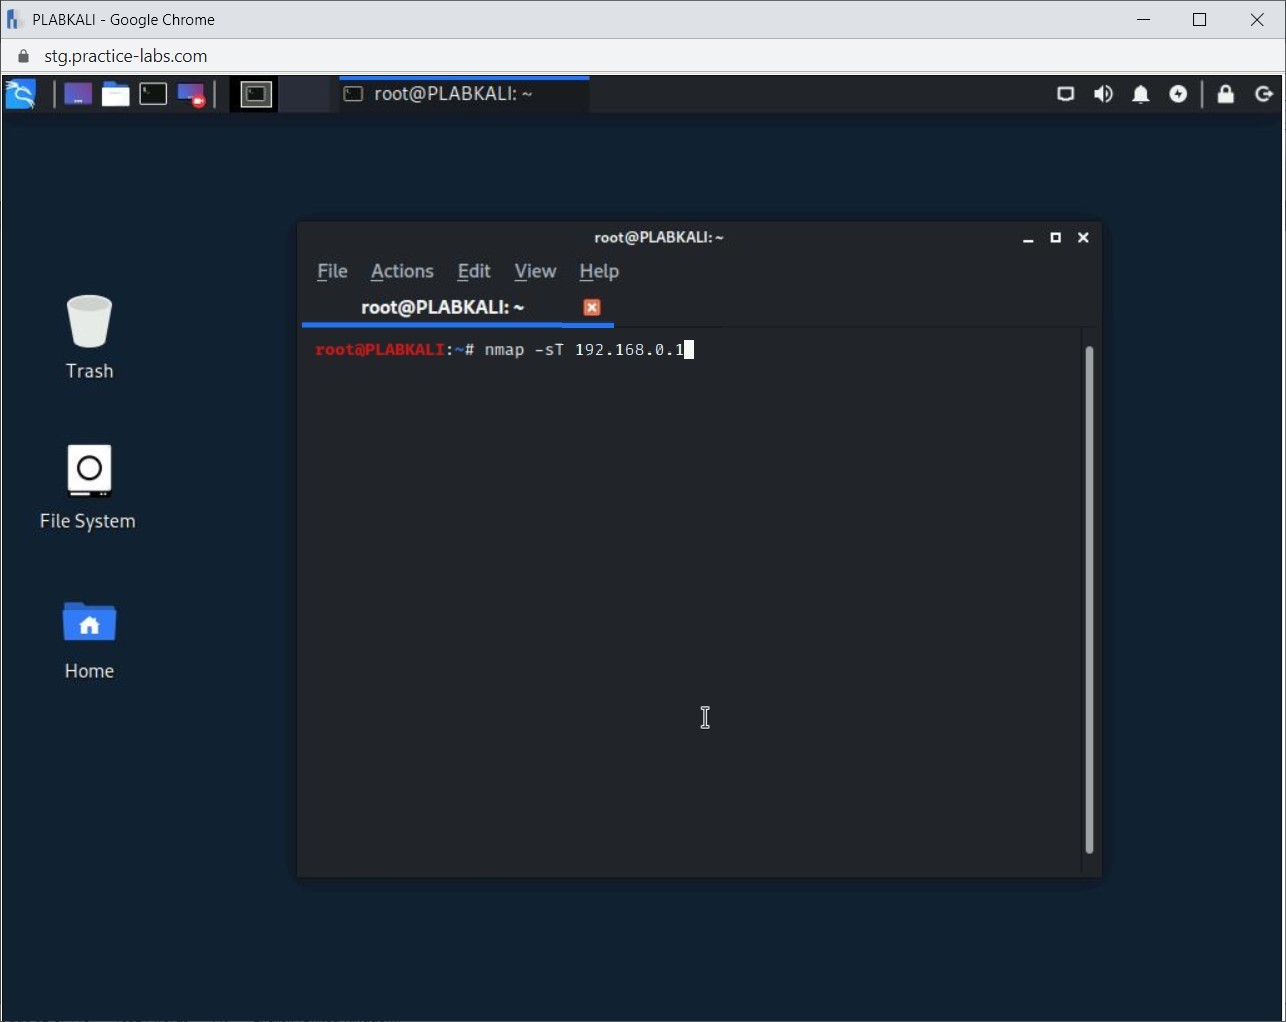 PLABKALI - Google Chrome
stg.practice-labs.com
root@PLABKALI: ~
root@PLABKALI: ~
File Actions Edit View Help
root@PLABKALI: ~
root@PLABKALI:~# nmap -sT 192.168.0.1
Trash
File System
Home